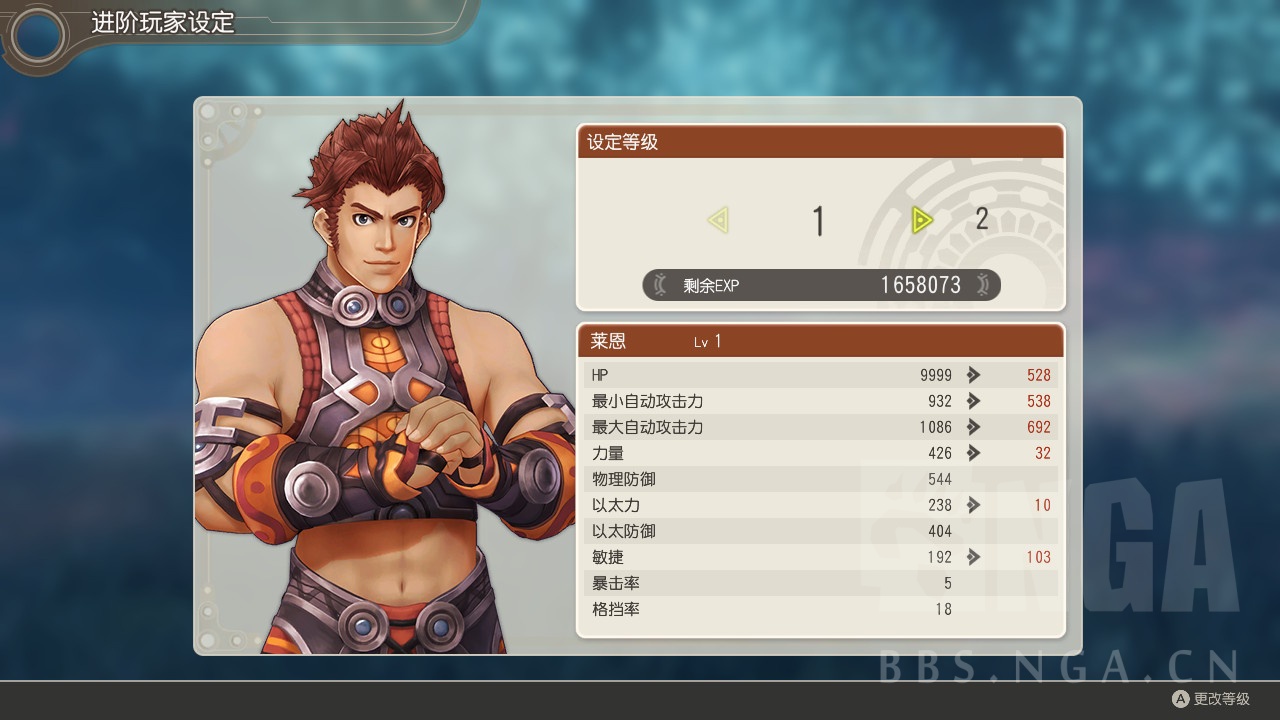 进阶玩家设定
设定等级
1 2
剩余EXP 1658073
莱恩 Lv 1
HP 9999 528
最小自动攻击力 932 538
最大自动攻击力 1086 692
力量 426 32
物理防御 544
以太力 238 10
以太防御 404
敏捷 192 103
暴击率 5
格挡率 18
NGA
BBS.NGA.CN
A 更改等级